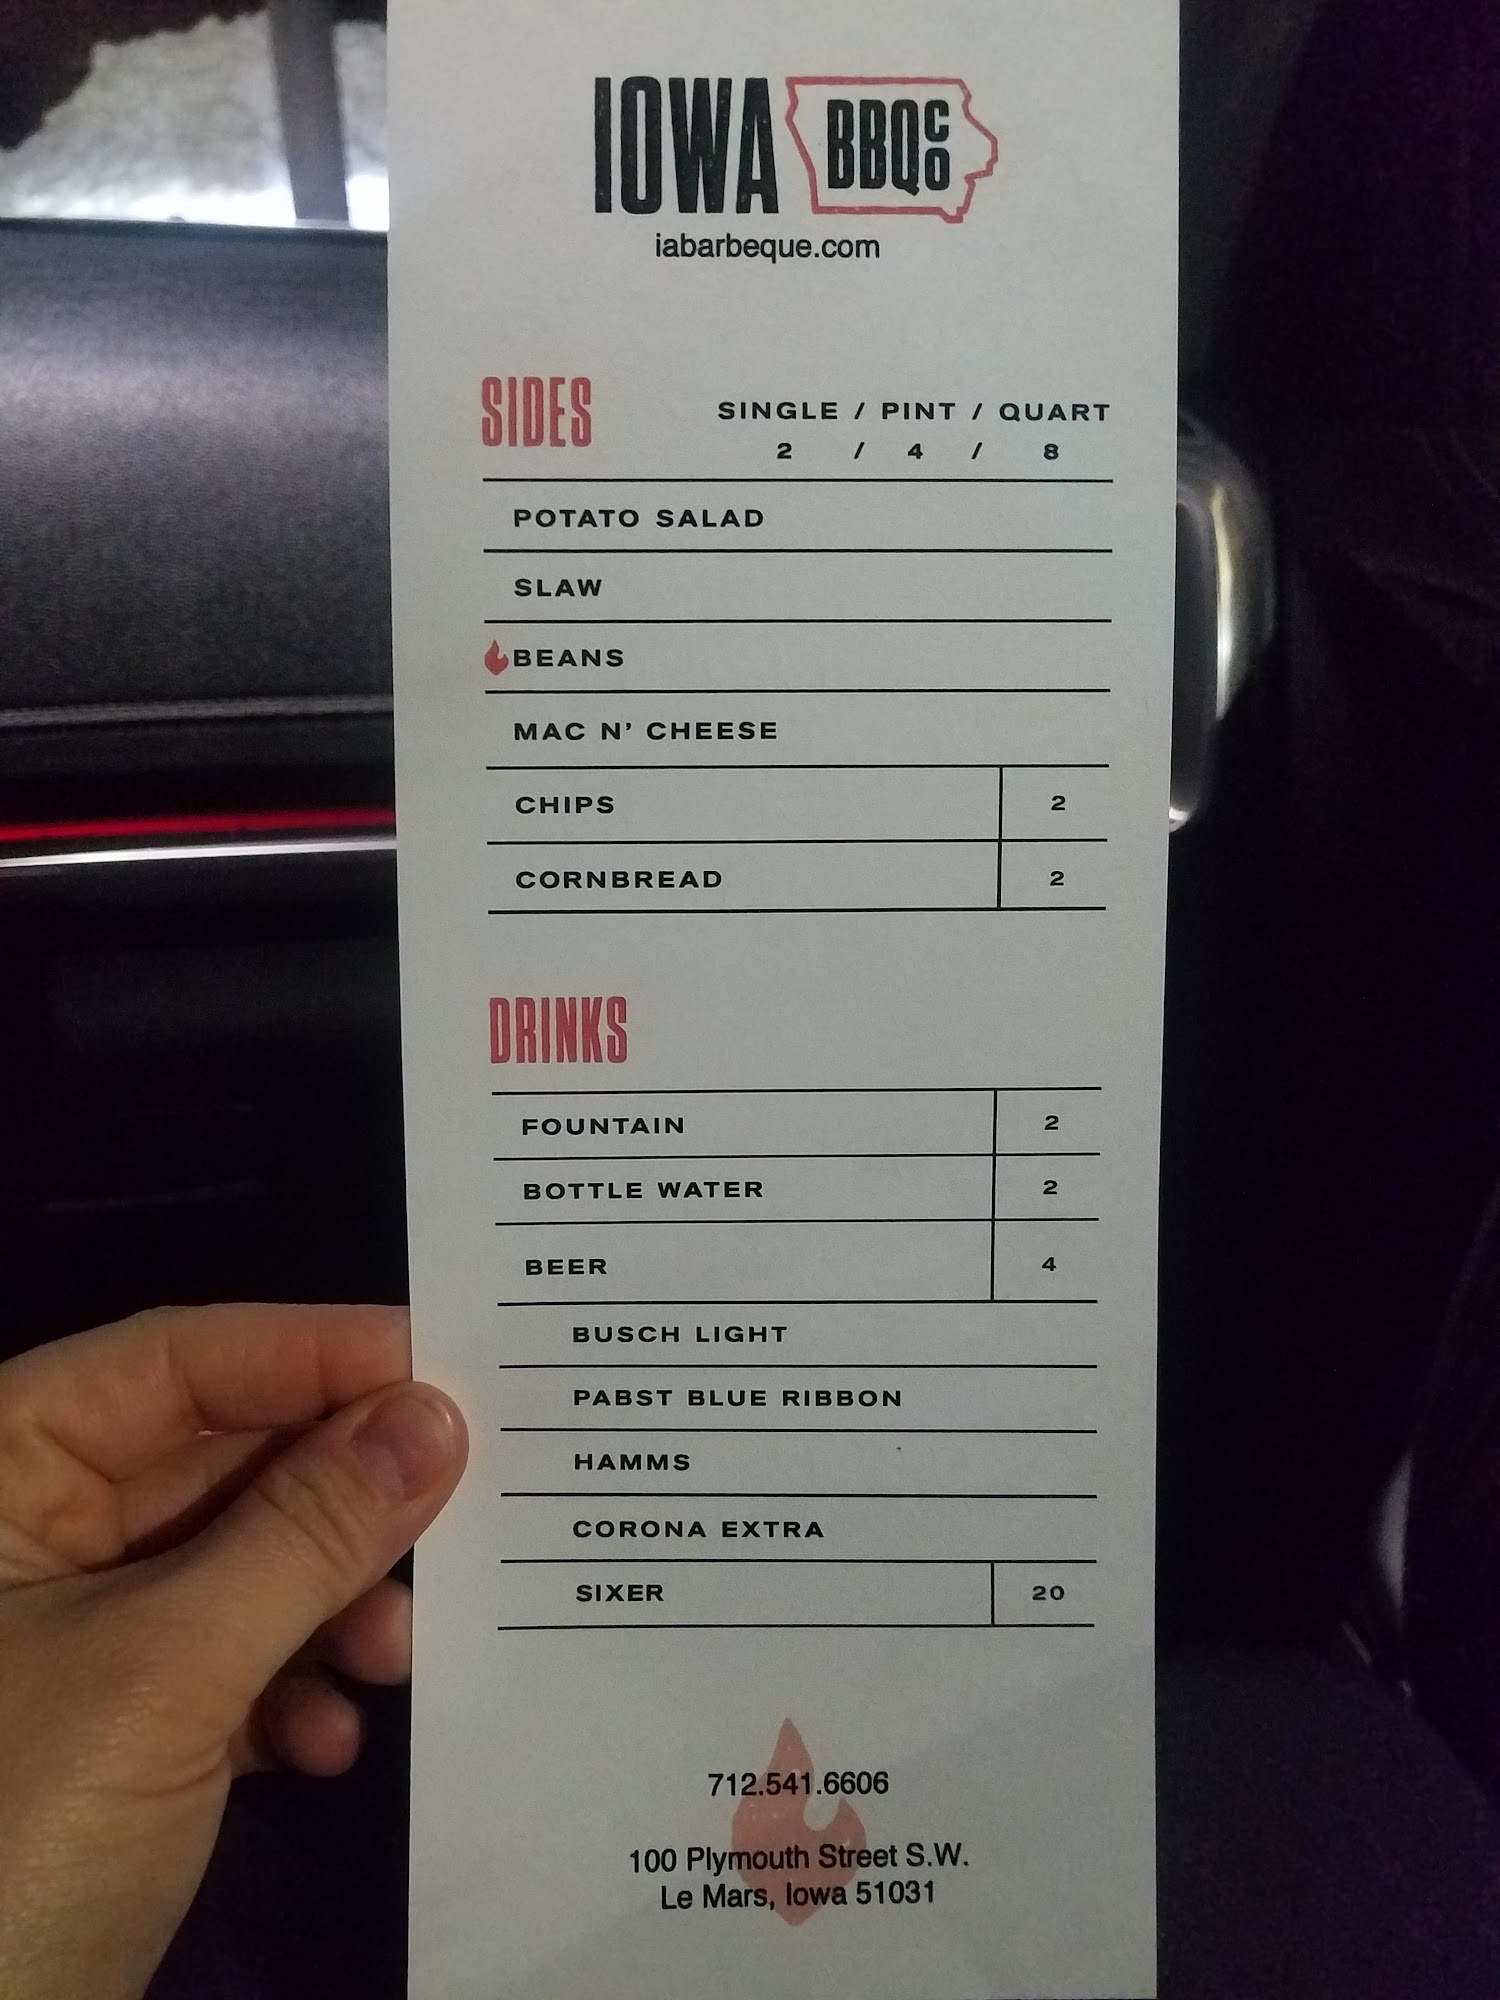 IOWA BBQ CO
iabarbeque.com
SIDES
SINGLE / PINT / QUART
2 / 4 / 8
POTATO SALAD
SLAW
BEANS
MAC N' CHEESE
CHIPS 2
CORNBREAD 2
DRINKS
FOUNTAIN 2
BOTTLE WATER 2
BEER 4
BUSCH LIGHT
PABST BLUE RIBBON
HAMMS
CORONA EXTRA
SIXER 20
712.541.6606
100 Plymouth Street S.W.
Le Mars, Iowa 51031